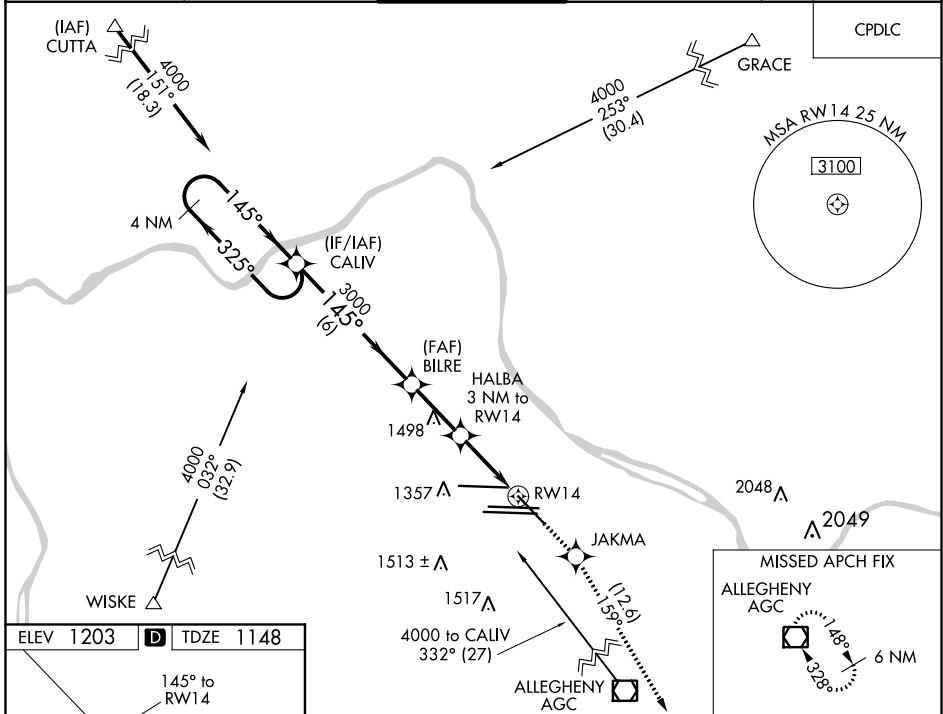 (IAF)
CUTTA
4000
151°
(18.3)
GRACE
4000
253°
(30.4)
CPDLC
MSA RW14 25 NM
3100
4 NM
145°
325°
(IF/IAF)
CALIV
3000
145°
(6)
(FAF)
BILRE
HALBA
3 NM to
RW14
1498
1357
RW14
4000
032°
(32.9)
WISKE
2048
2049
JAKMA
1513 ±
1517
(12.6)
159°
4000 to CALIV
332° (27)
ALLEGHENY
AGC
MISSED APCH FIX
ALLEGHENY
AGC
148°
328°
6 NM
ELEV 1203 D TDZE 1148
145° to
RW14